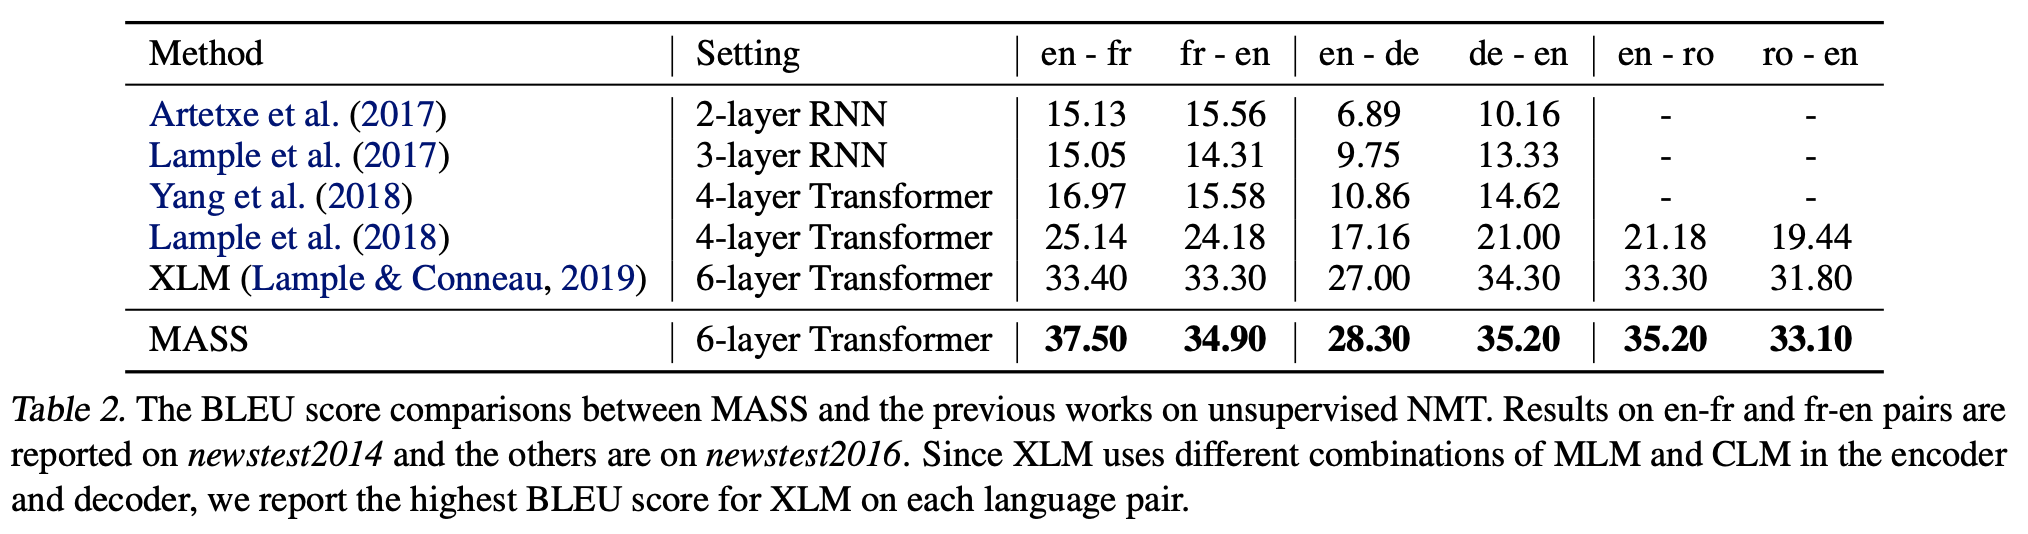 Method Setting en - fr fr - en en - de de - en en - ro ro - en
Artetxe et al. (2017) 2-layer RNN 15.13 15.56 6.89 10.16 - -
Lample et al. (2017) 3-layer RNN 15.05 14.31 9.75 13.33 - -
Yang et al. (2018) 4-layer Transformer 16.97 15.58 10.86 14.62 - -
Lample et al. (2018) 4-layer Transformer 25.14 24.18 17.16 21.00 21.18 19.44
XLM (Lample & Conneau, 2019) 6-layer Transformer 33.40 33.30 27.00 34.30 33.30 31.80
MASS 6-layer Transformer 37.50 34.90 28.30 35.20 35.20 33.10
Table 2. The BLEU score comparisons between MASS and the previous works on unsupervised NMT. Results on en-fr and fr-en pairs are
reported on newstest2014 and the others are on newstest2016. Since XLM uses different combinations of MLM and CLM in the encoder
and decoder, we report the highest BLEU score for XLM on each language pair.